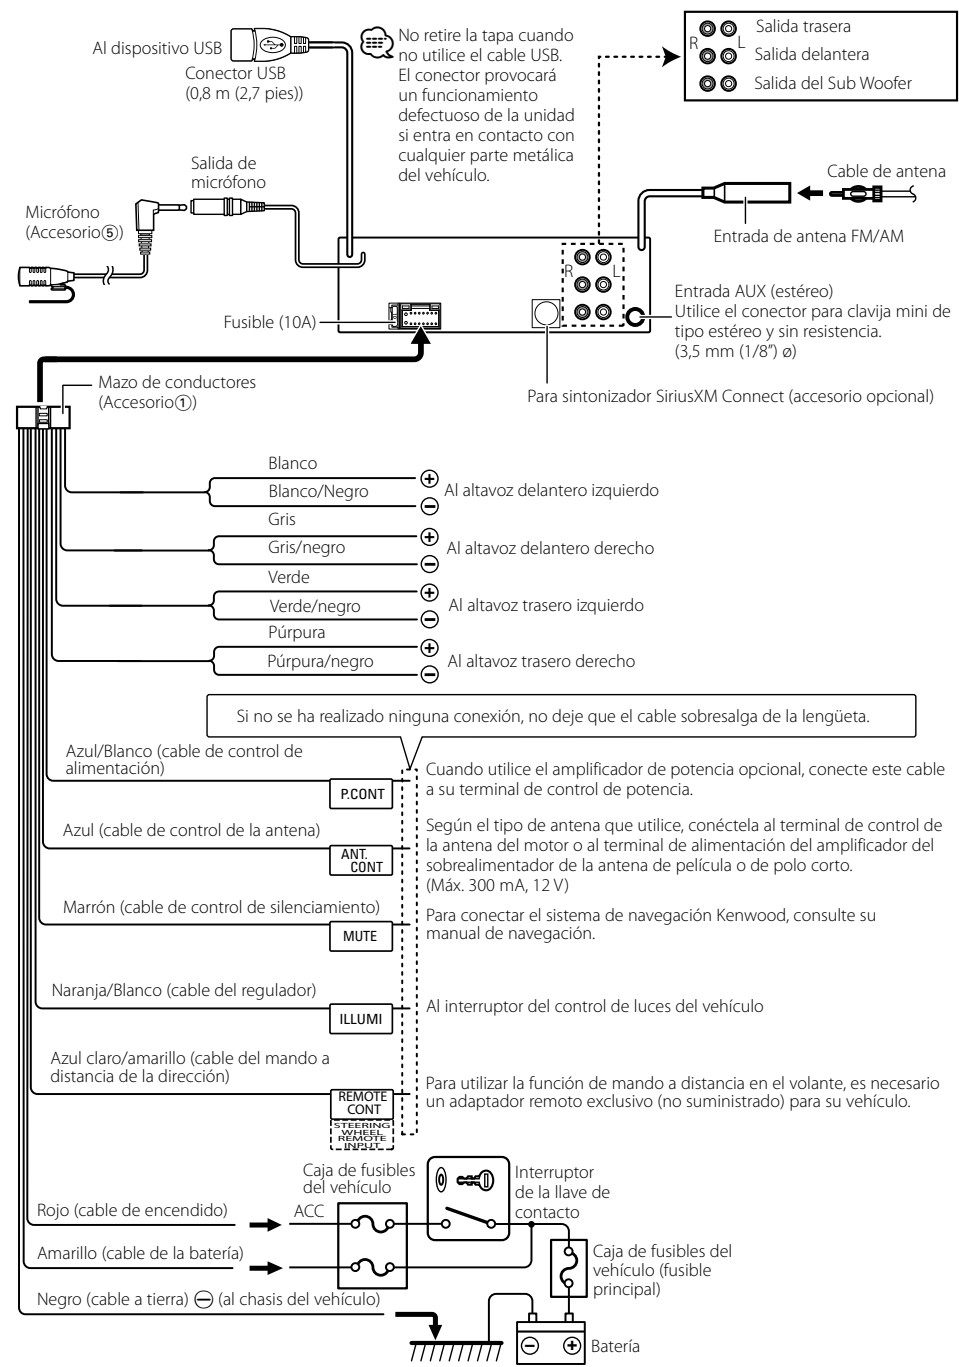 Al dispositivo USB
Conector USB
(0,8 m (2,7 pies))
No retire la tapa cuando
no utilice el cable USB.
El conector provocará
un funcionamiento
defectuoso de la unidad
si entra en contacto con
cualquier parte metálica
del vehículo.
R
L
Salida trasera
Salida delantera
Salida del Sub Woofer
Salida de
micrófono
Micrófono
(Accesorio⑤)
Cable de antena
Entrada de antena FM/AM
R
L
Fusible (10A)
Entrada AUX (estéreo)
Utilice el conector para clavija mini de
tipo estéreo y sin resistencia.
(3,5 mm (1/8") ø)
Para sintonizador SiriusXM Connect (accesorio opcional)
Mazo de conductores
(Accesorio①)
Blanco
Blanco/Negro
Al altavoz delantero izquierdo
Gris
Gris/negro
Al altavoz delantero derecho
Verde
Verde/negro
Al altavoz trasero izquierdo
Púrpura
Púrpura/negro
Al altavoz trasero derecho
Si no se ha realizado ninguna conexión, no deje que el cable sobresalga de la lengüeta.
Azul/Blanco (cable de control de
alimentación)
P.CONT
Cuando utilice el amplificador de potencia opcional, conecte este cable
a su terminal de control de potencia.
Azul (cable de control de la antena)
ANT.
CONT
Según el tipo de antena que utilice, conéctela al terminal de control de
la antena del motor o al terminal de alimentación del amplificador del
sobrealimentador de la antena de película o de polo corto.
(Máx. 300 mA, 12 V)
Marrón (cable de control de silenciamiento)
MUTE
Para conectar el sistema de navegación Kenwood, consulte su
manual de navegación.
Naranja/Blanco (cable del regulador)
ILLUMI
Al interruptor del control de luces del vehículo
Azul claro/amarillo (cable del mando a
distancia de la dirección)
REMOTE
CONT
STEERING
WHEEL
REMOTE
INPUT
Para utilizar la función de mando a distancia en el volante, es necesario
un adaptador remoto exclusivo (no suministrado) para su vehículo.
Caja de fusibles
del vehículo
Interruptor
de la llave de
contacto
Rojo (cable de encendido)
ACC
Amarillo (cable de la batería)
Caja de fusibles del
vehículo (fusible
principal)
Negro (cable a tierra) ⊖ (al chasis del vehículo)
Batería